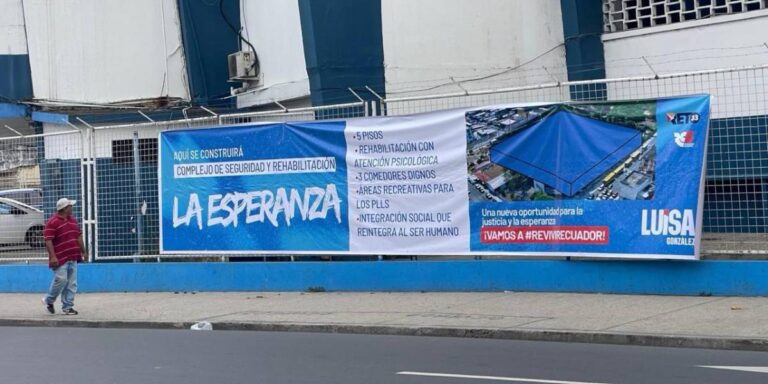 AQUÍ SE CONSTRUIRÁ
COMPLEJO DE SEGURIDAD Y REHABILITACIÓN
LA ESPERANZA
• 5 PISOS
• REHABILITACIÓN CON
ATENCIÓN PSICOLÓGICA
• 3 COMEDORES DIGNOS
• ÁREAS RECREATIVAS PARA
LOS PLLS
• INTEGRACIÓN SOCIAL QUE
REINTEGRA AL SER HUMANO
Una nueva oportunidad para la
justicia y la esperanza
¡VAMOS A #REVIVIRECUADOR!
LUISA
GONZÁLEZ